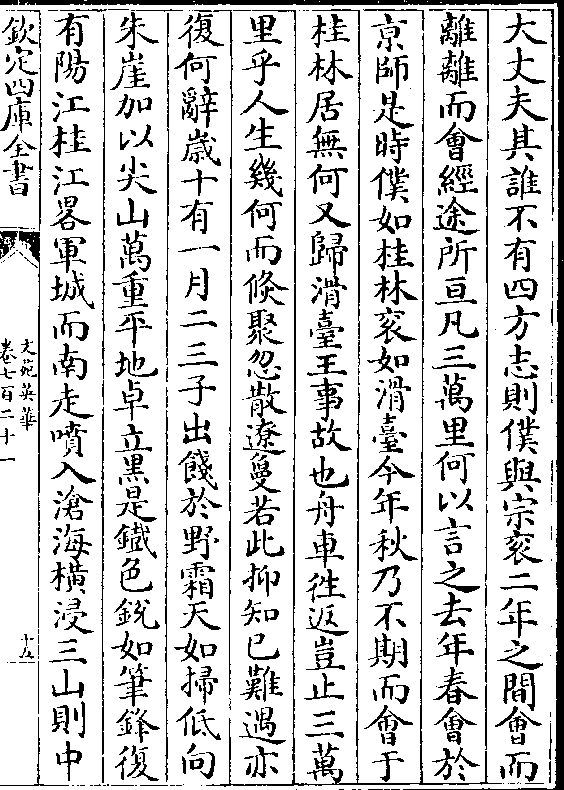 大丈夫其誰不有四方志則僕與宗衮二年之間會而
離離而會經途所亘凡三萬里何以言之去年春會於
京師是時僕如桂林衮如滑臺今年秋乃不期而會于
桂林居無何又歸滑臺王事故也舟車徃返豈止三萬
里乎人生幾何而倐聚忽散遼敻若此抑知己難遇亦
復何辭嵗十有一月二三子出餞於野霜天如掃低向
朱崖加以尖山萬重平地卓立黑是鐵色鋭如筆鋒復
有陽江桂江畧軍城而南走噴入滄海横浸三山則中
欽定四庫全書
文苑英華
卷七百二十一
十五